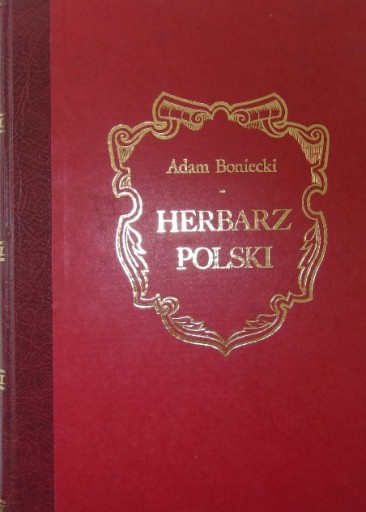 Adam Boniecki
-
HERBARZ
POLSKI